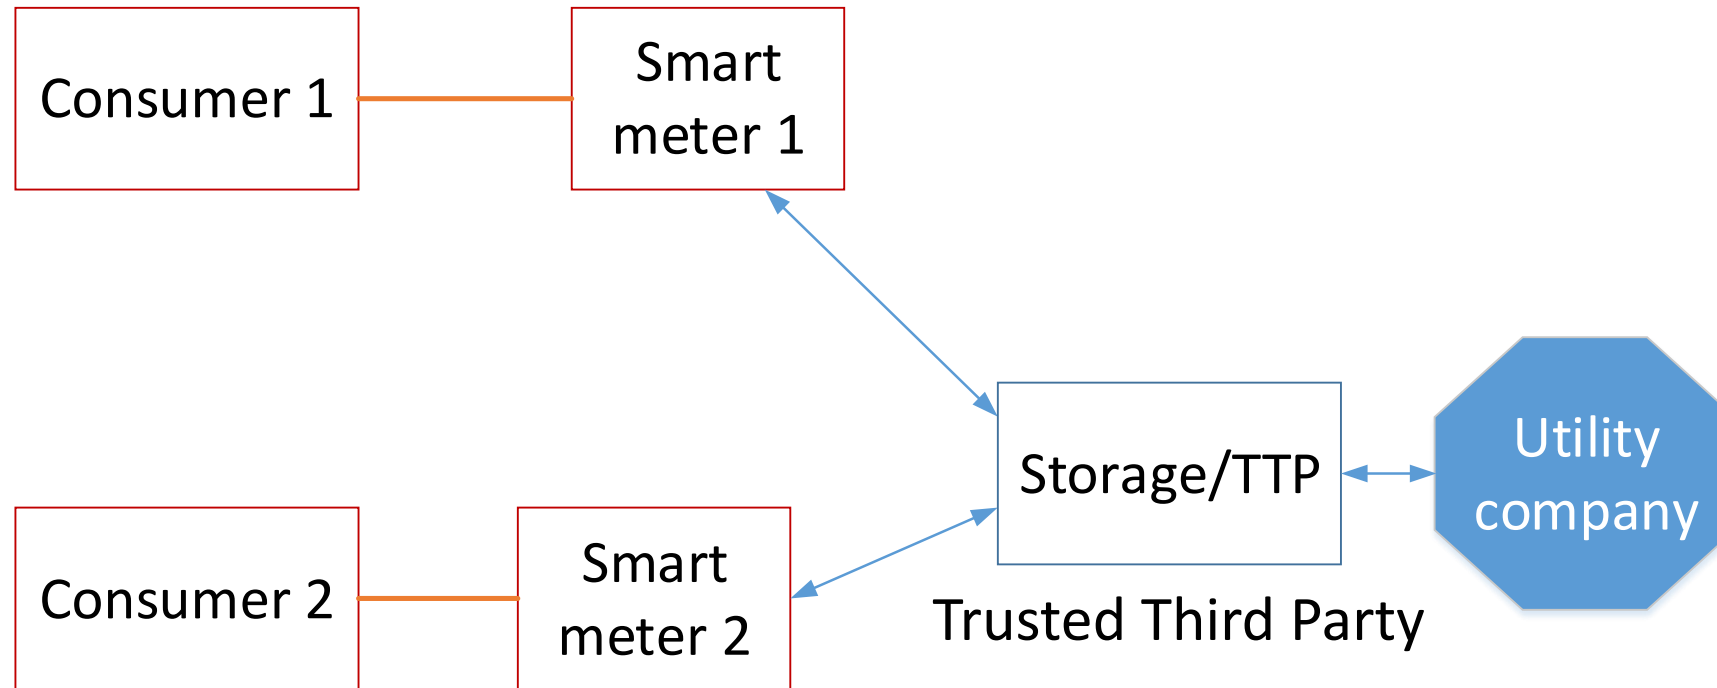 Consumer 1
Smart
meter 1
Storage/TTP
Utility
company
Trusted Third Party
Consumer 2
Smart
meter 2